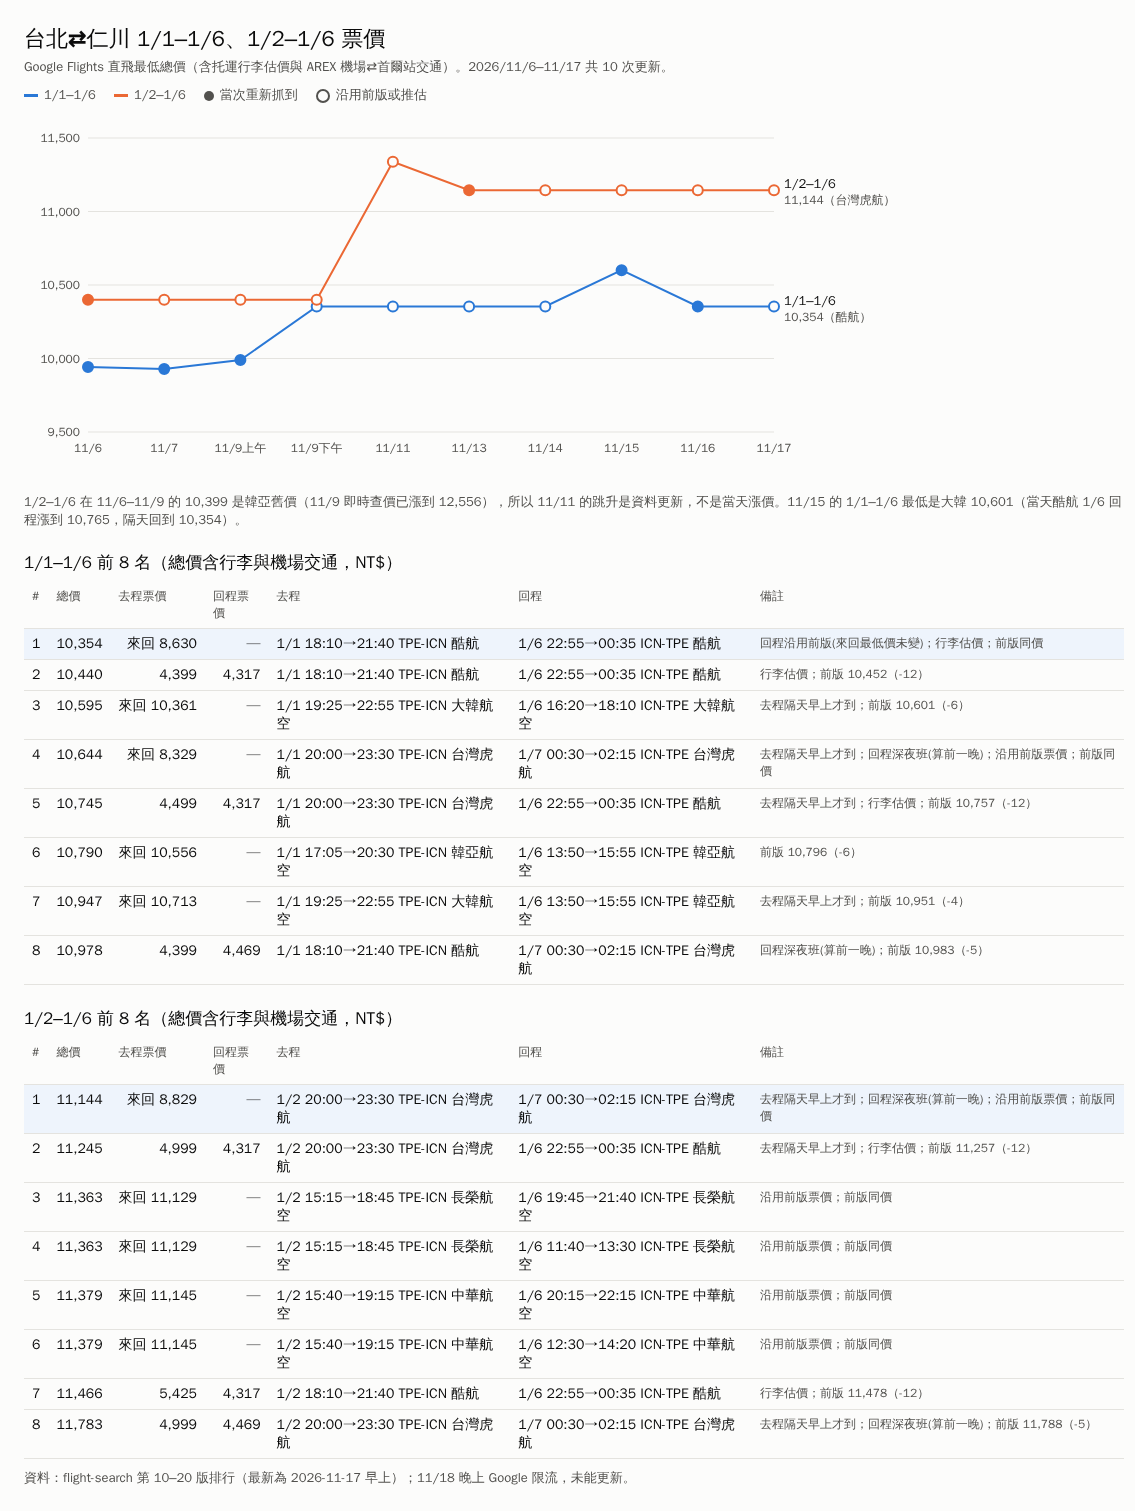 台北⇄仁川 1/1–1/6、1/2–1/6 票價
Google Flights 直飛最低總價（含托運行李估價與 AREX 機場⇄首爾站交通）。2026/11/6–11/17 共 10 次更新。
1/1–1/6 1/2–1/6 當次重新抓到 沿用前版或推估
11,500
11,000
10,500
10,000
9,500
1/2–1/6
11,144（台灣虎航）
1/1–1/6
10,354（酷航）
11/6 11/7 11/9上午 11/9下午 11/11 11/13 11/14 11/15 11/16 11/17
1/2–1/6 在 11/6–11/9 的 10,399 是韓亞舊價（11/9 即時查價已漲到 12,556），所以 11/11 的跳升是資料更新，不是當天漲價。11/15 的 1/1–1/6 最低是大韓 10,601（當天酷航 1/6 回
程漲到 10,765，隔天回到 10,354）。
1/1–1/6 前 8 名（總價含行李與機場交通，NT$）
# 總價 去程票價 回程票 去程 回程 備註
價
1 10,354 來回 8,630 — 1/1 18:10→21:40 TPE-ICN 酷航 1/6 22:55→00:35 ICN-TPE 酷航 回程沿用前版(來回最低價未變)；行李估價；前版同價
2 10,440 4,399 4,317 1/1 18:10→21:40 TPE-ICN 酷航 1/6 22:55→00:35 ICN-TPE 酷航 行李估價；前版 10,452（-12）
3 10,595 來回 10,361 — 1/1 19:25→22:55 TPE-ICN 大韓航 1/6 16:20→18:10 ICN-TPE 大韓航 去程隔天早上才到；前版 10,601（-6）
空 空
4 10,644 來回 8,329 — 1/1 20:00→23:30 TPE-ICN 台灣虎 1/7 00:30→02:15 ICN-TPE 台灣虎 去程隔天早上才到；回程深夜班(算前一晚)；沿用前版票價；前版同
航 航 價
5 10,745 4,499 4,317 1/1 20:00→23:30 TPE-ICN 台灣虎 1/6 22:55→00:35 ICN-TPE 酷航 去程隔天早上才到；行李估價；前版 10,757（-12）
航
6 10,790 來回 10,556 — 1/1 17:05→20:30 TPE-ICN 韓亞航 1/6 13:50→15:55 ICN-TPE 韓亞航 前版 10,796（-6）
空 空
7 10,947 來回 10,713 — 1/1 19:25→22:55 TPE-ICN 大韓航 1/6 13:50→15:55 ICN-TPE 韓亞航 去程隔天早上才到；前版 10,951（-4）
空 空
8 10,978 4,399 4,469 1/1 18:10→21:40 TPE-ICN 酷航 1/7 00:30→02:15 ICN-TPE 台灣虎 回程深夜班(算前一晚)；前版 10,983（-5）
航
1/2–1/6 前 8 名（總價含行李與機場交通，NT$）
# 總價 去程票價 回程票 去程 回程 備註
價
1 11,144 來回 8,829 — 1/2 20:00→23:30 TPE-ICN 台灣虎 1/7 00:30→02:15 ICN-TPE 台灣虎 去程隔天早上才到；回程深夜班(算前一晚)；沿用前版票價；前版同
航 航 價
2 11,245 4,999 4,317 1/2 20:00→23:30 TPE-ICN 台灣虎 1/6 22:55→00:35 ICN-TPE 酷航 去程隔天早上才到；行李估價；前版 11,257（-12）
航
3 11,363 來回 11,129 — 1/2 15:15→18:45 TPE-ICN 長榮航 1/6 19:45→21:40 ICN-TPE 長榮航 沿用前版票價；前版同價
空 空
4 11,363 來回 11,129 — 1/2 15:15→18:45 TPE-ICN 長榮航 1/6 11:40→13:30 ICN-TPE 長榮航 沿用前版票價；前版同價
空 空
5 11,379 來回 11,145 — 1/2 15:40→19:15 TPE-ICN 中華航 1/6 20:15→22:15 ICN-TPE 中華航 沿用前版票價；前版同價
空 空
6 11,379 來回 11,145 — 1/2 15:40→19:15 TPE-ICN 中華航 1/6 12:30→14:20 ICN-TPE 中華航 沿用前版票價；前版同價
空 空
7 11,466 5,425 4,317 1/2 18:10→21:40 TPE-ICN 酷航 1/6 22:55→00:35 ICN-TPE 酷航 行李估價；前版 11,478（-12）
8 11,783 4,999 4,469 1/2 20:00→23:30 TPE-ICN 台灣虎 1/7 00:30→02:15 ICN-TPE 台灣虎 去程隔天早上才到；回程深夜班(算前一晚)；前版 11,788（-5）
航 航
資料：flight-search 第 10–20 版排行（最新為 2026-11-17 早上）；11/18 晚上 Google 限流，未能更新。